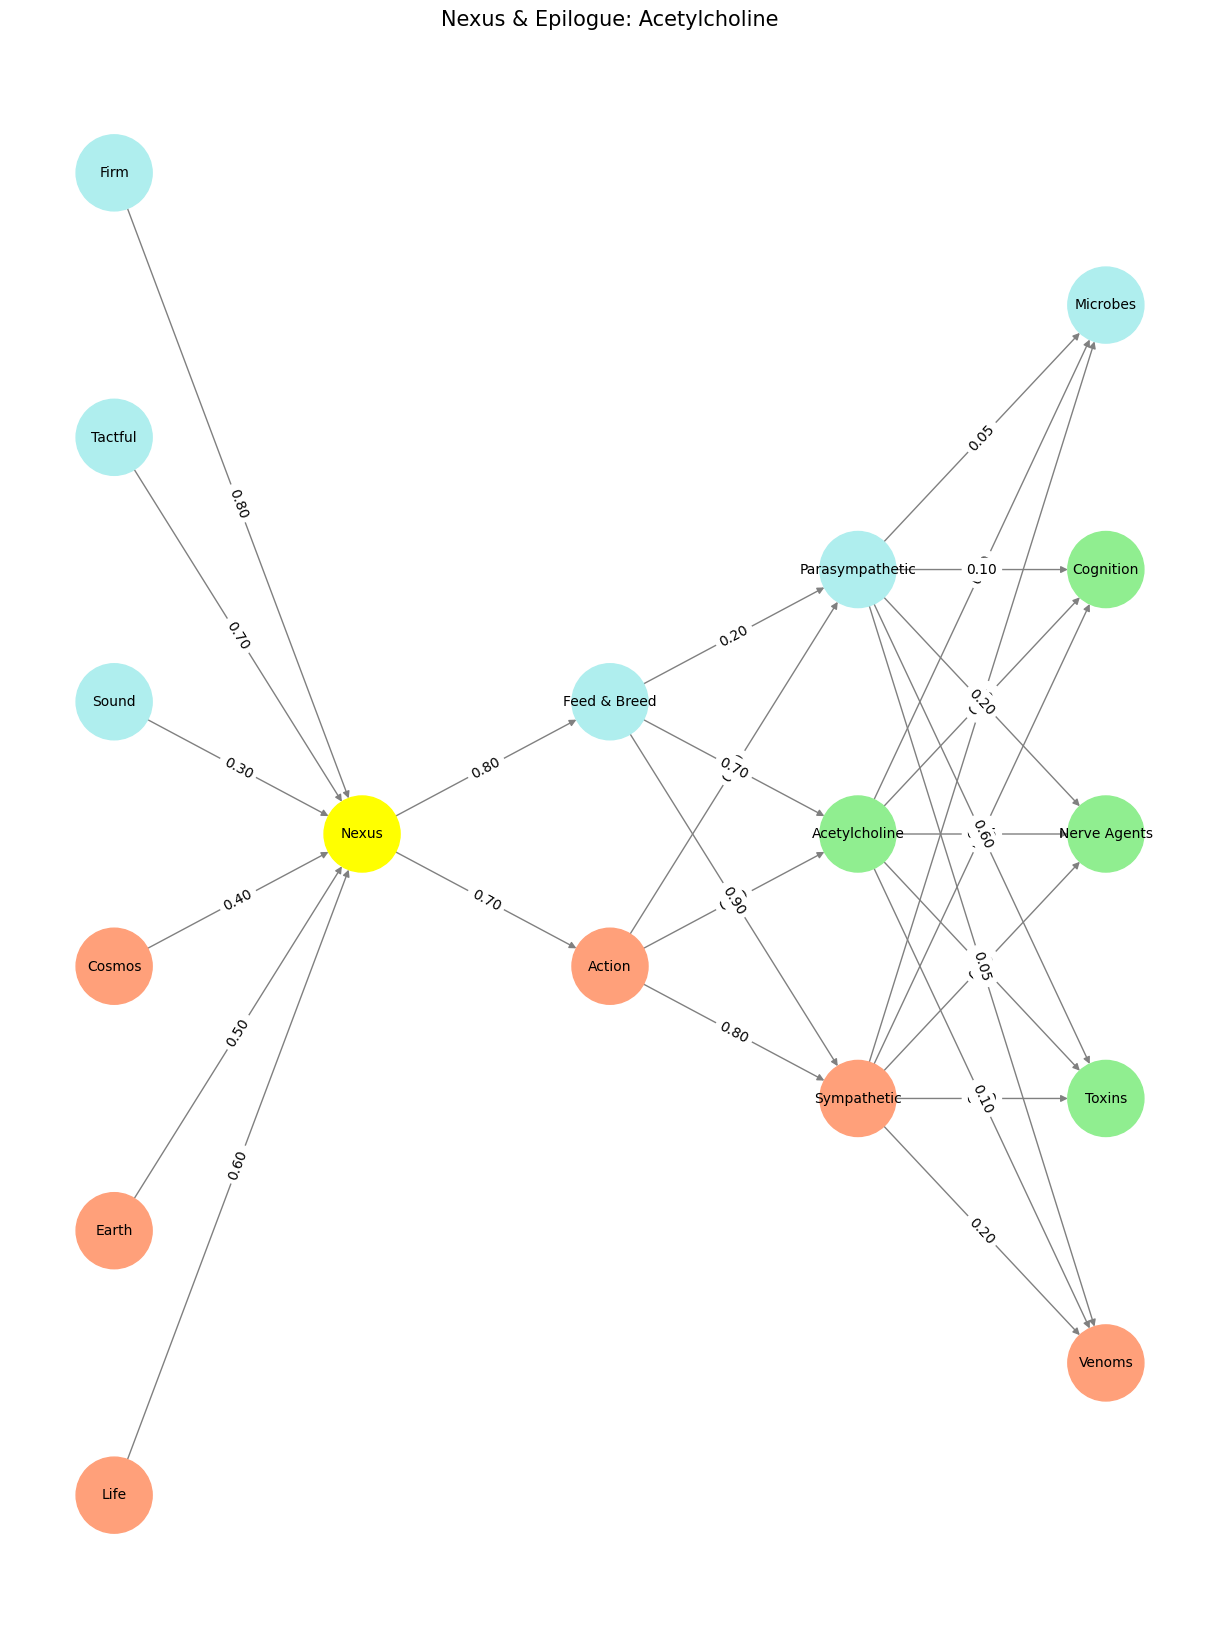 Nexus & Epilogue: Acetylcholine
Firm
Microbes
Tactful
0.05
0.80
Parasympathetic
0.10
Cognition
0.70
0.20
Sound
Feed & Breed
0.20
0.30
0.80
0.70
Nexus
Acetylcholine
0.60
Nerve Agents
0.40
0.70
0.90
Cosmos
Action
0.05
0.50
0.80
Sympathetic
0.10
Toxins
0.60
Earth
0.20
Venoms
Life